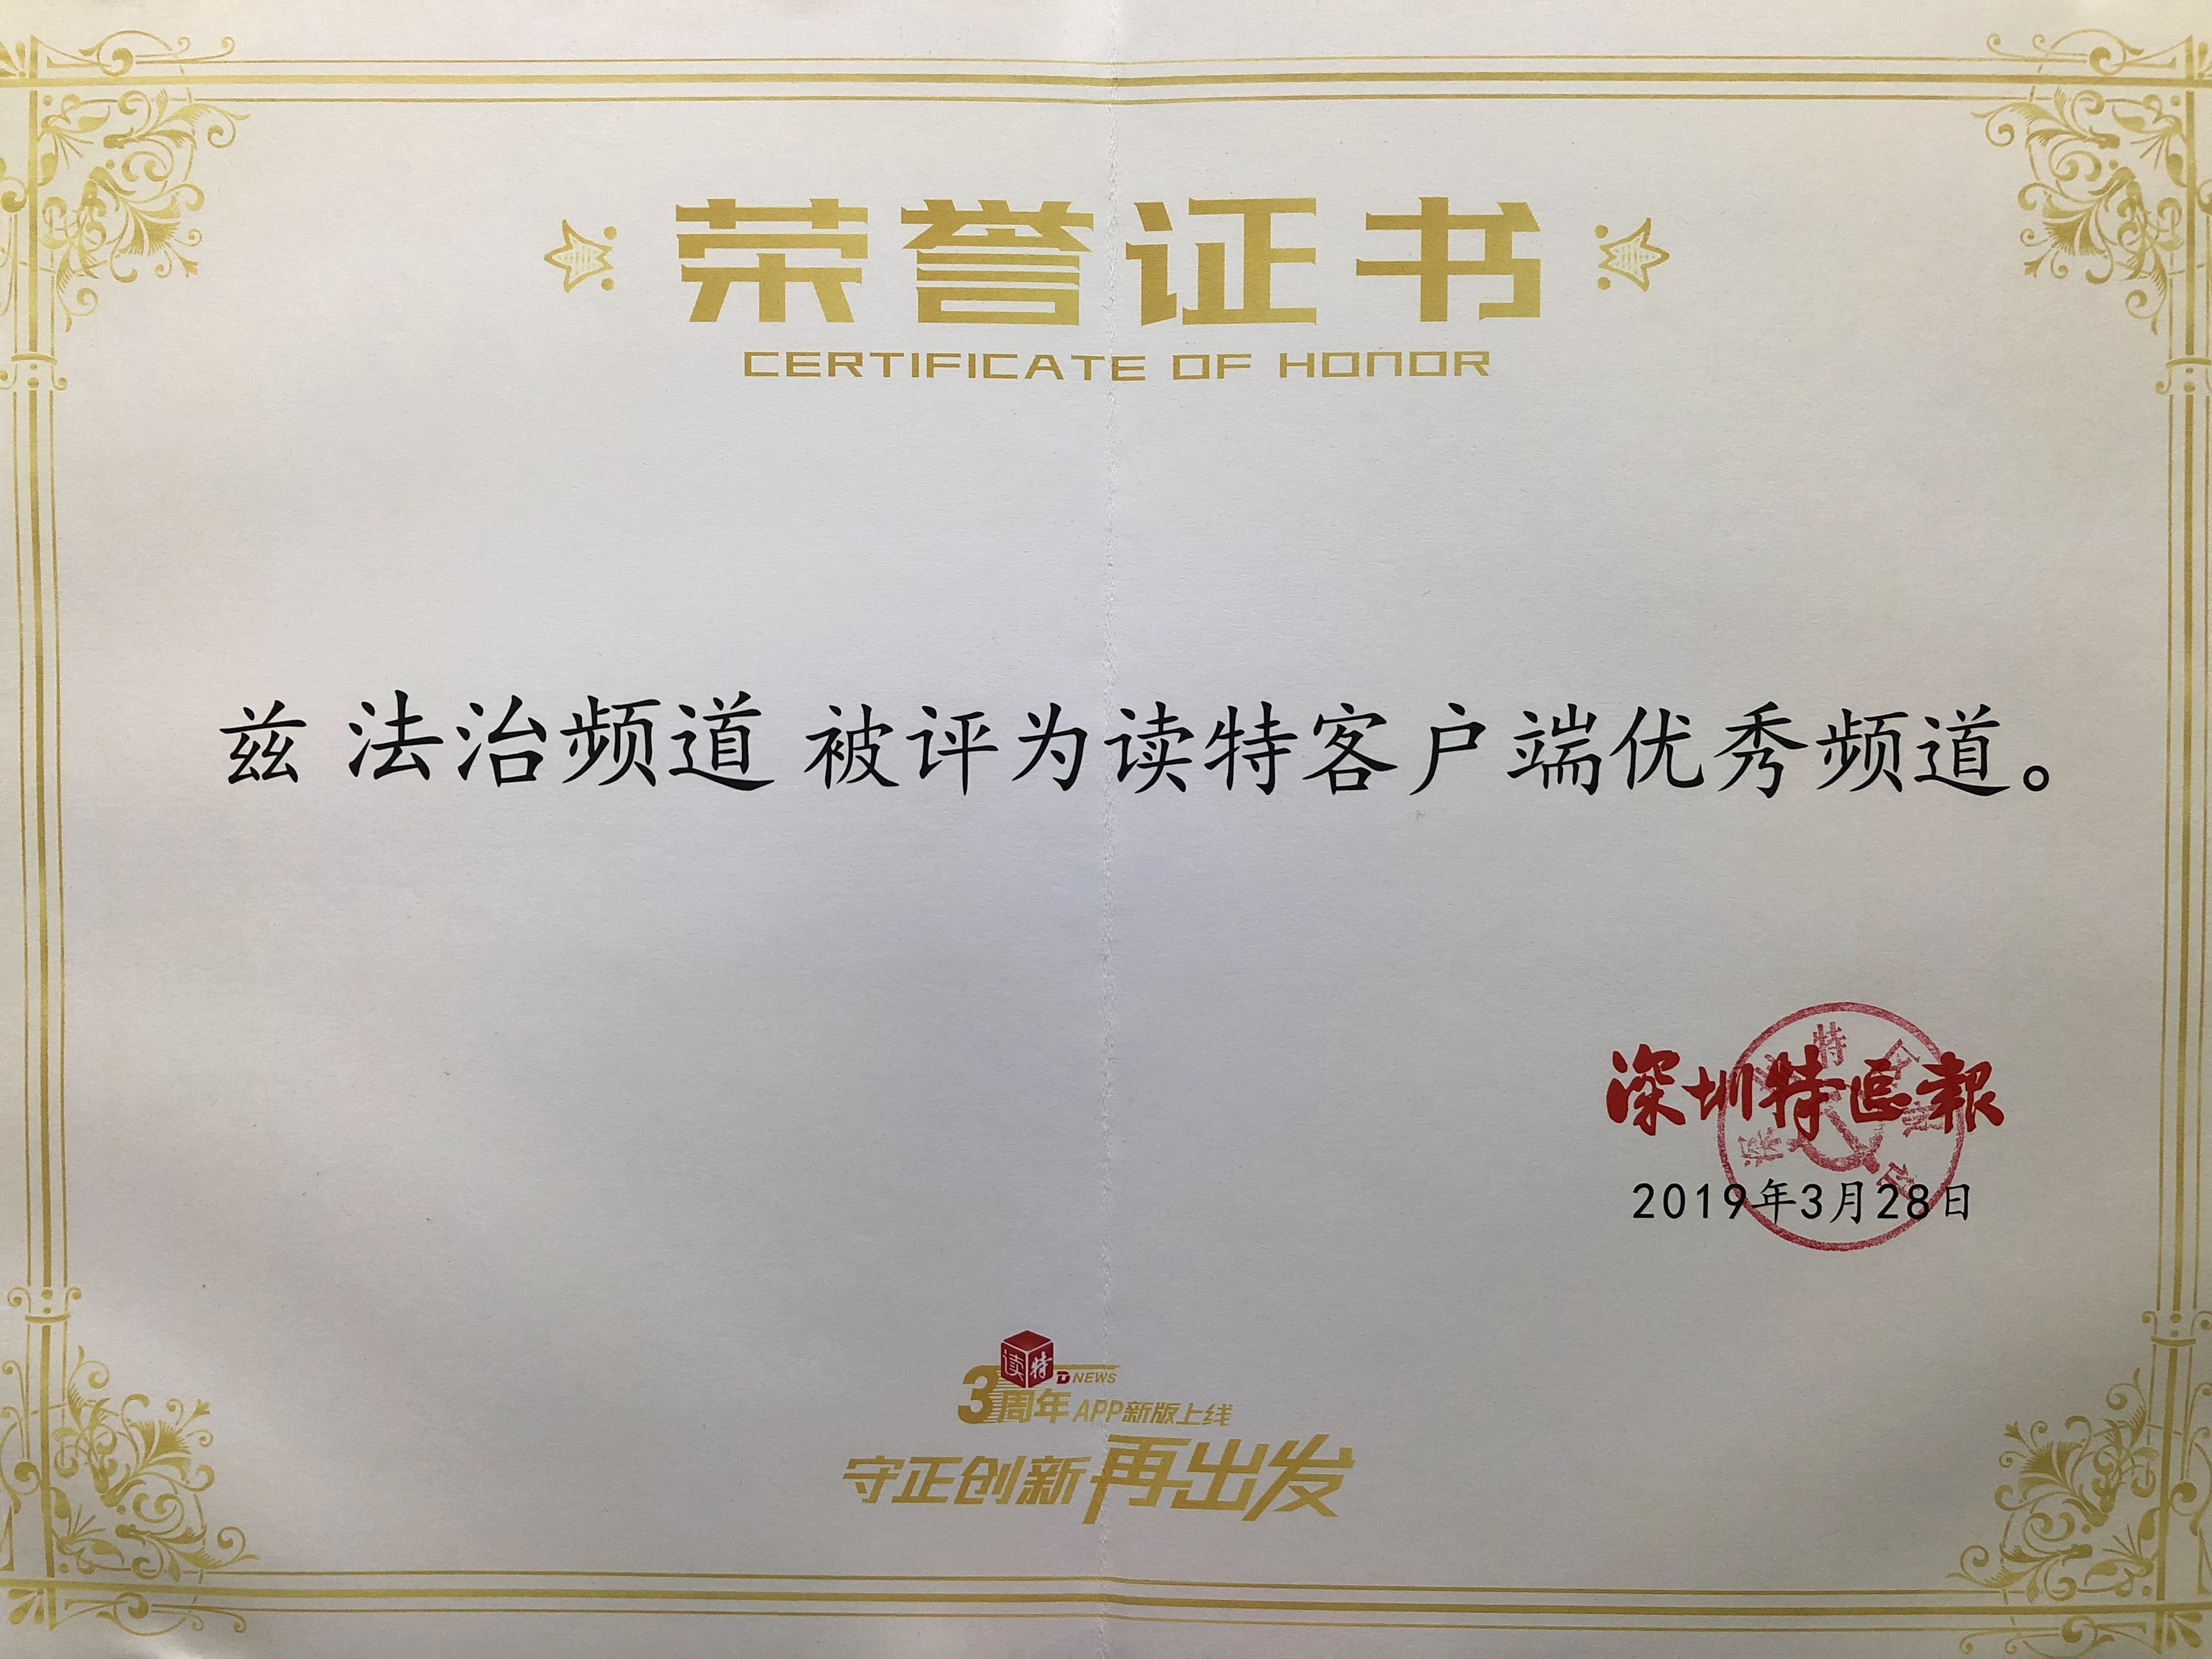 荣誉证书
CERTIFICATE OF HONOR
兹 法治频道 被评为读特客户端优秀频道。
深圳特区報
2019年3月28日
读特
D NEWS
3周年 APP新版上线
守正创新再出发